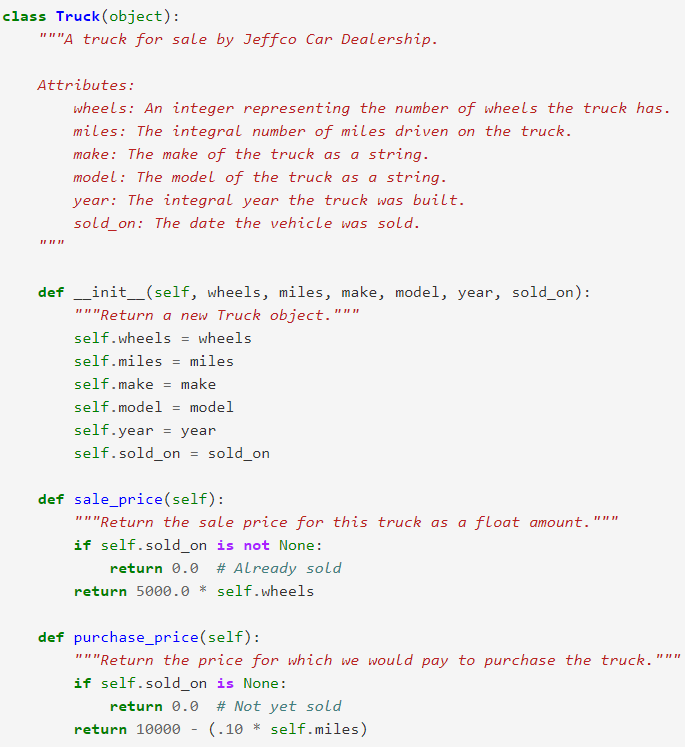 class Truck(object):
    """A truck for sale by Jeffco Car Dealership.

    Attributes:
        wheels: An integer representing the number of wheels the truck has.
        miles: The integral number of miles driven on the truck.
        make: The make of the truck as a string.
        model: The model of the truck as a string.
        year: The integral year the truck was built.
        sold_on: The date the vehicle was sold.
    """

    def __init__(self, wheels, miles, make, model, year, sold_on):
        """Return a new Truck object."""
        self.wheels = wheels
        self.miles = miles
        self.make = make
        self.model = model
        self.year = year
        self.sold_on = sold_on

    def sale_price(self):
        """Return the sale price for this truck as a float amount."""
        if self.sold_on is not None:
            return 0.0  # Already sold
        return 5000.0 * self.wheels

    def purchase_price(self):
        """Return the price for which we would pay to purchase the truck."""
        if self.sold_on is None:
            return 0.0  # Not yet sold
        return 10000 - (.10 * self.miles)